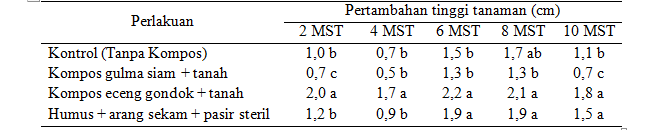 Perlakuan Pertambahan tinggi tanaman (cm)
2 MST 4 MST 6 MST 8 MST 10 MST
Kontrol (Tanpa Kompos) 1,0 b 0,7 b 1,5 b 1,7 ab 1,1 b
Kompos gulma siam + tanah 0,7 c 0,5 b 1,3 b 1,3 b 0,7 c
Kompos eceng gondok + tanah 2,0 a 1,7 a 2,2 a 2,1 a 1,8 a
Humus + arang sekam + pasir steril 1,2 b 0,9 b 1,9 a 1,9 a 1,5 a